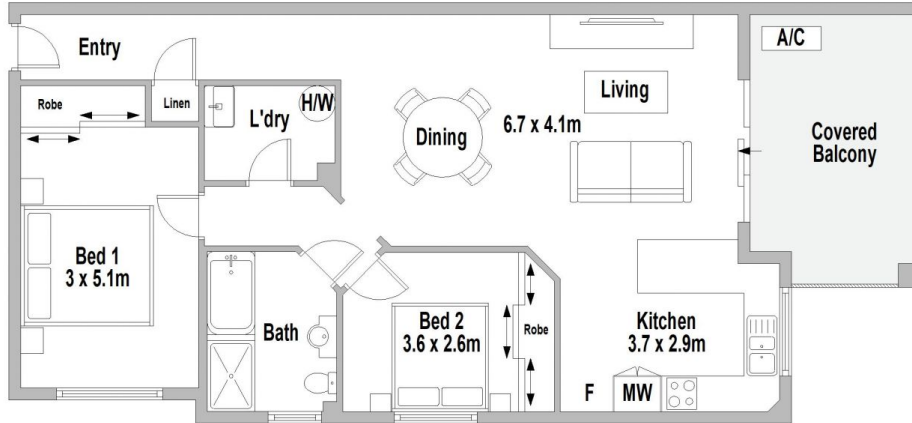 Entry
A/C
Robe
Linen
L'dry
H/W
Living
Dining
6.7 x 4.1m
Covered
Balcony
Bed 1
3 x 5.1m
Bath
Bed 2
3.6 x 2.6m
Robe
Kitchen
3.7 x 2.9m
F
MW